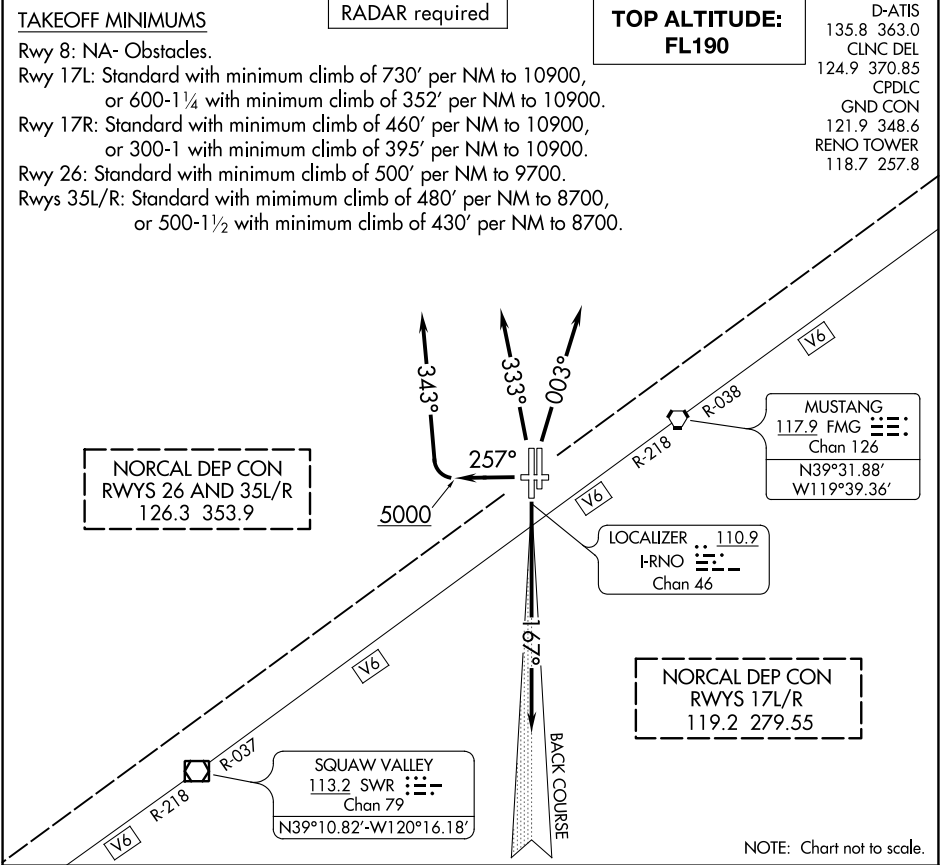 TAKEOFF MINIMUMS
RADAR required
TOP ALTITUDE:
FL190
D-ATIS
135.8 363.0
CLNC DEL
124.9 370.85
CPDLC
GND CON
121.9 348.6
RENO TOWER
118.7 257.8
Rwy 8: NA- Obstacles.
Rwy 17L: Standard with minimum climb of 730' per NM to 10900,
or 600-1¼ with minimum climb of 352' per NM to 10900.
Rwy 17R: Standard with minimum climb of 460' per NM to 10900,
or 300-1 with minimum climb of 395' per NM to 10900.
Rwy 26: Standard with minimum climb of 500' per NM to 9700.
Rwys 35L/R: Standard with mimimum climb of 480' per NM to 8700,
or 500-1½ with minimum climb of 430' per NM to 8700.
343°
333°
003°
V6
R-038
R-218
MUSTANG
117.9 FMG
Chan 126
N39°31.88'
W119°39.36'
257°
5000
V6
NORCAL DEP CON
RWYS 26 AND 35L/R
126.3 353.9
LOCALIZER 110.9
I-RNO
Chan 46
167°
BACK COURSE
V6
NORCAL DEP CON
RWYS 17L/R
119.2 279.55
R-037
R-218
V6
SQUAW VALLEY
113.2 SWR
Chan 79
N39°10.82'-W120°16.18'
NOTE: Chart not to scale.